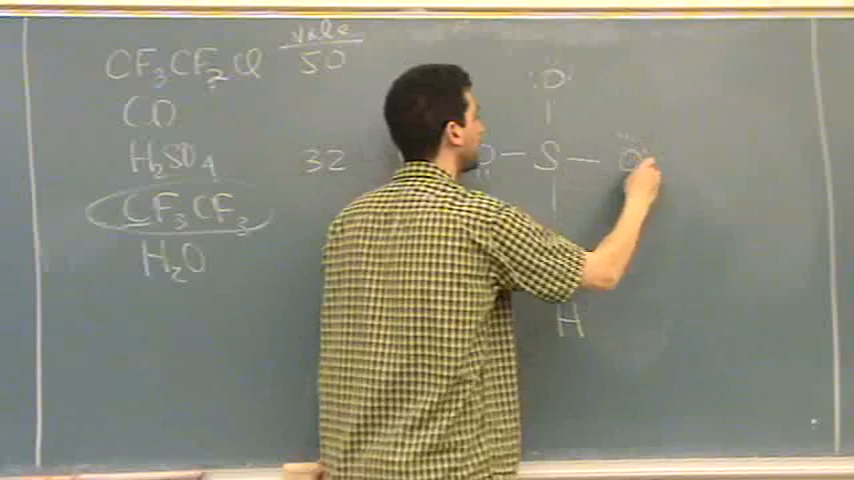 vale
CF3CF2Cl 50
CO
H2SO4 32
CF3CF3
H2O
O
O — S — O
H